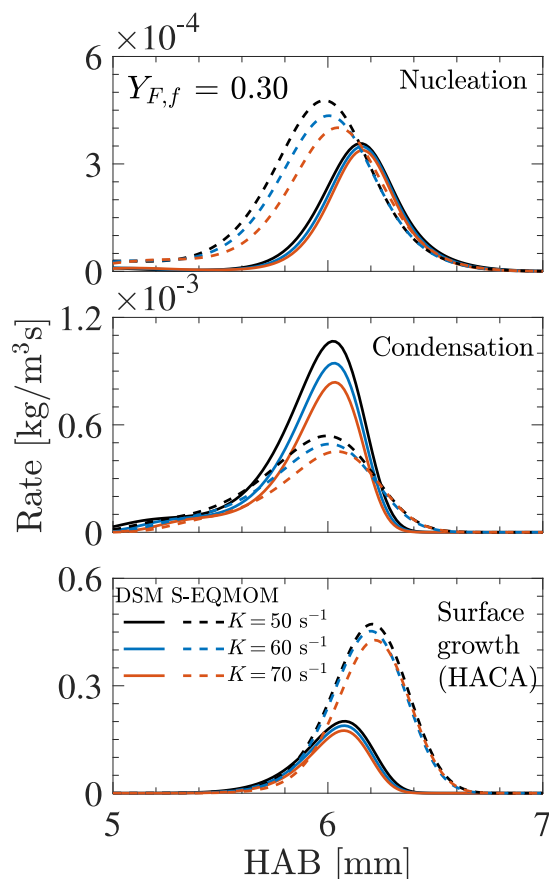 ×10⁻⁴
6
Y_{F,f} = 0.30
Nucleation
3
0
×10⁻³
1.2
Condensation
0.6
Rate [kg/m³s]
0
0.6
DSM S-EQMOM
K = 50 s⁻¹
K = 60 s⁻¹
K = 70 s⁻¹
Surface
growth
(HACA)
0.3
0
5 6 7
HAB [mm]